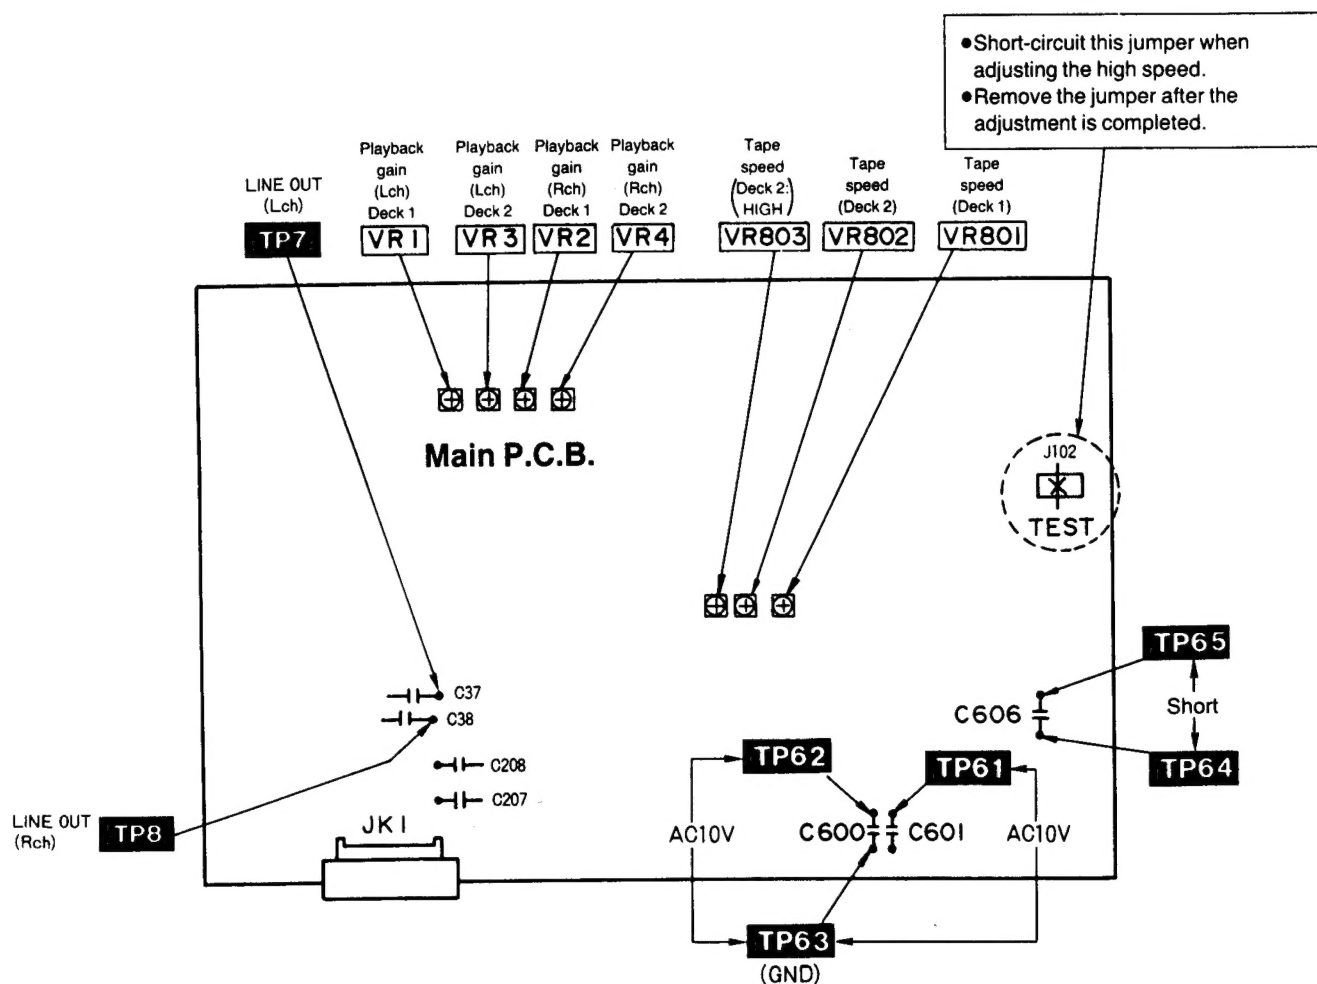 ●Short-circuit this jumper when
adjusting the high speed.
●Remove the jumper after the
adjustment is completed.
LINE OUT
(Lch)
TP7
Playback
gain
(Lch)
Deck 1
VR1
Playback
gain
(Lch)
Deck 2
VR3
Playback
gain
(Rch)
Deck 1
VR2
Playback
gain
(Rch)
Deck 2
VR4
Tape
speed
(Deck 2:
HIGH)
VR803
Tape
speed
(Deck 2)
VR802
Tape
speed
(Deck 1)
VR801
Main P.C.B.
J102
TEST
C37
C38
C208
C207
LINE OUT
(Rch)
TP8
JK1
TP65
Short
TP64
C606
TP62
TP61
AC10V
C600
C601
AC10V
TP63
(GND)